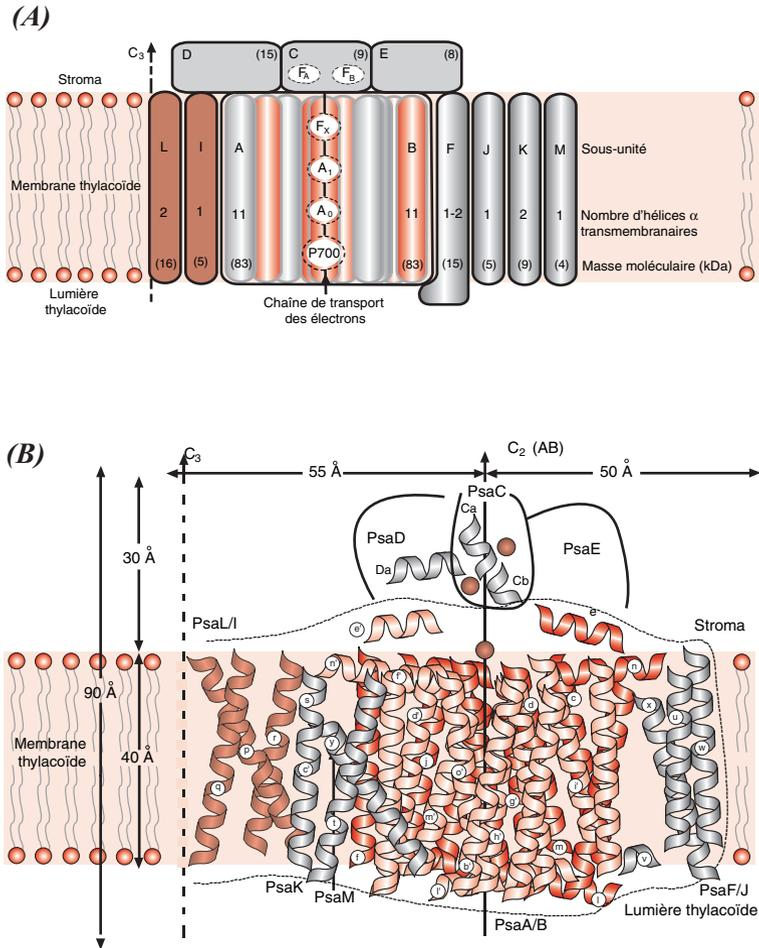 (A)
C3
D (15) C (9) E (8)
FA FB
Stroma
L I A FX B F J K M Sous-unité
A1
Membrane thylacoïde
2 1 11 A0 11 1-2 1 2 1 Nombre d'hélices α
transmembranaires
P700
(16) (5) (83) (83) (15) (5) (9) (4) Masse moléculaire (kDa)
Lumière
thylacoïde
Chaîne de transport
des électrons
(B)
C3
C2 (AB)
55 Å 50 Å
PsaC
Ca
PsaD
PsaE
30 Å
Da
Cb
e
PsaL/I
e'
Stroma
n' n
f'
s c
d x
d' u
r
90 Å
y w
p
Membrane
thylacoïde
40 Å
j
c' o'
q i'
g'
m'
t
h'
m
f v
b'
PsaK l' l PsaF/J
PsaM
Lumière thylacoïde
PsaA/B